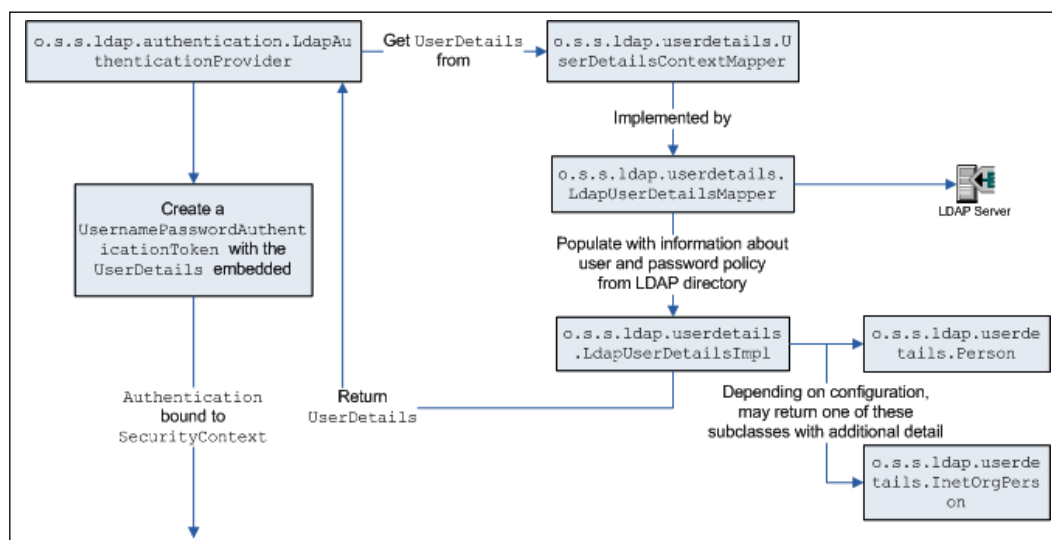 o.s.s.ldap.authentication.LdapAu
thenticationProvider
Get UserDetails
from
o.s.s.ldap.userdetails.U
serDetailsContextMapper
Implemented by
o.s.s.ldap.userdetails.
LdapUserDetailsMapper
LDAP Server
Create a
UsernamePasswordAuthent
icationToken with the
UserDetails embedded
Populate with information about
user and password policy
from LDAP directory
o.s.s.ldap.userdetails
.LdapUserDetailsImpl
o.s.s.ldap.userde
tails.Person
Return
UserDetails
Depending on configuration,
may return one of these
subclasses with additional detail
Authentication
bound to
SecurityContext
o.s.s.ldap.userde
tails.InetOrgPers
on